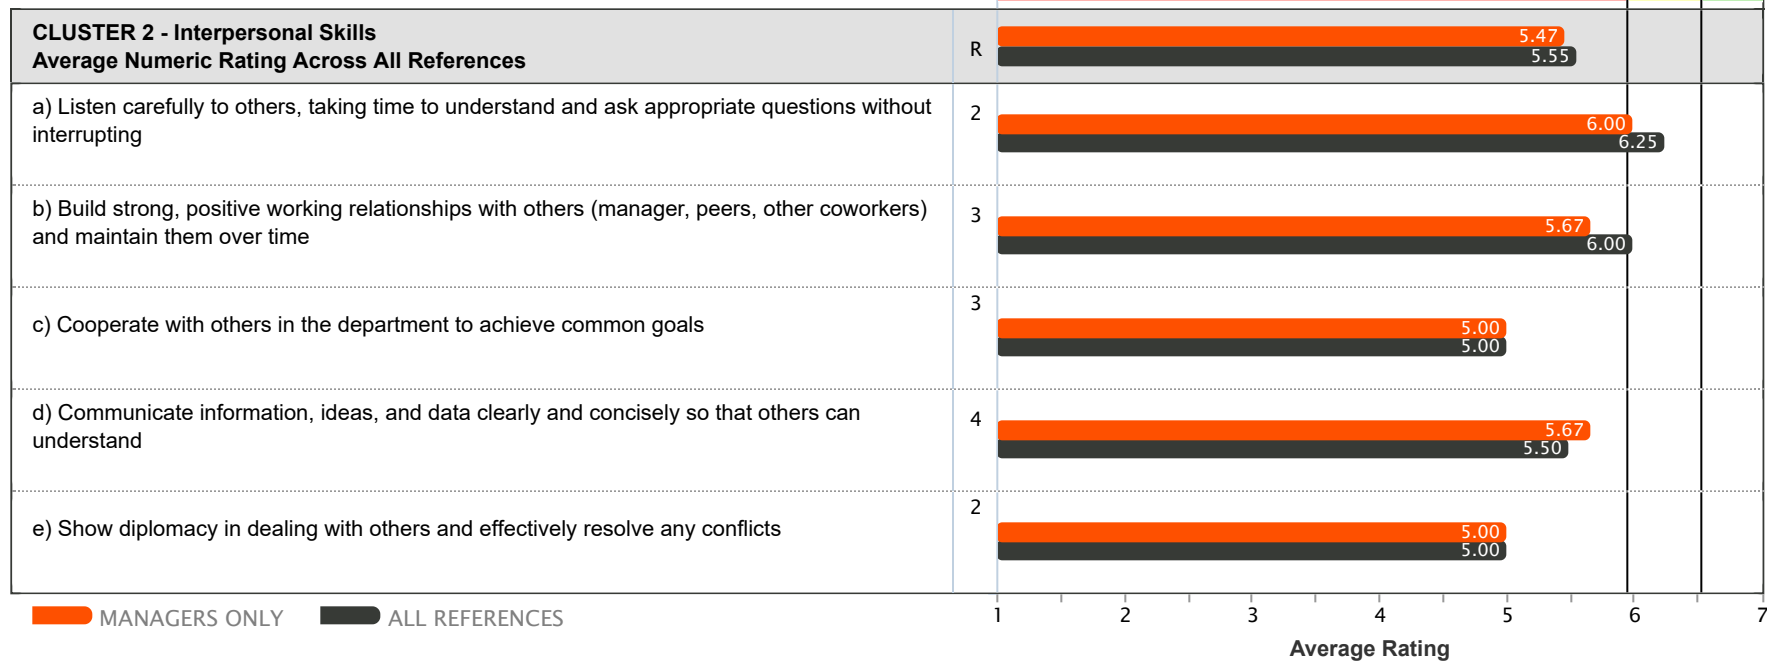 CLUSTER 2 - Interpersonal Skills
Average Numeric Rating Across All References
R
5.47
5.55
a) Listen carefully to others, taking time to understand and ask appropriate questions without
interrupting
2
6.00
6.25
b) Build strong, positive working relationships with others (manager, peers, other coworkers)
and maintain them over time
3
5.67
6.00
c) Cooperate with others in the department to achieve common goals
3
5.00
5.00
d) Communicate information, ideas, and data clearly and concisely so that others can
understand
4
5.67
5.50
e) Show diplomacy in dealing with others and effectively resolve any conflicts
2
5.00
5.00
MANAGERS ONLY ALL REFERENCES
1 2 3 4 5 6 7
Average Rating